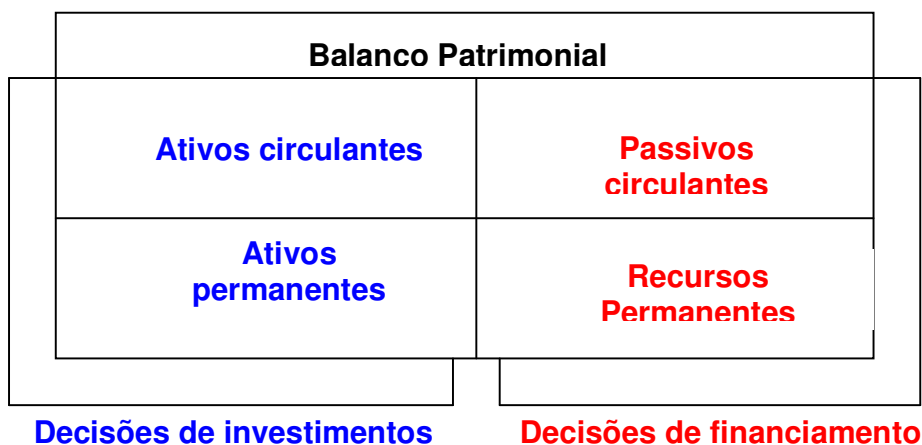 Balanco Patrimonial
Ativos circulantes
Passivos
circulantes
Ativos
permanentes
Recursos
Permanentes
Decisões de investimentos
Decisões de financiamento